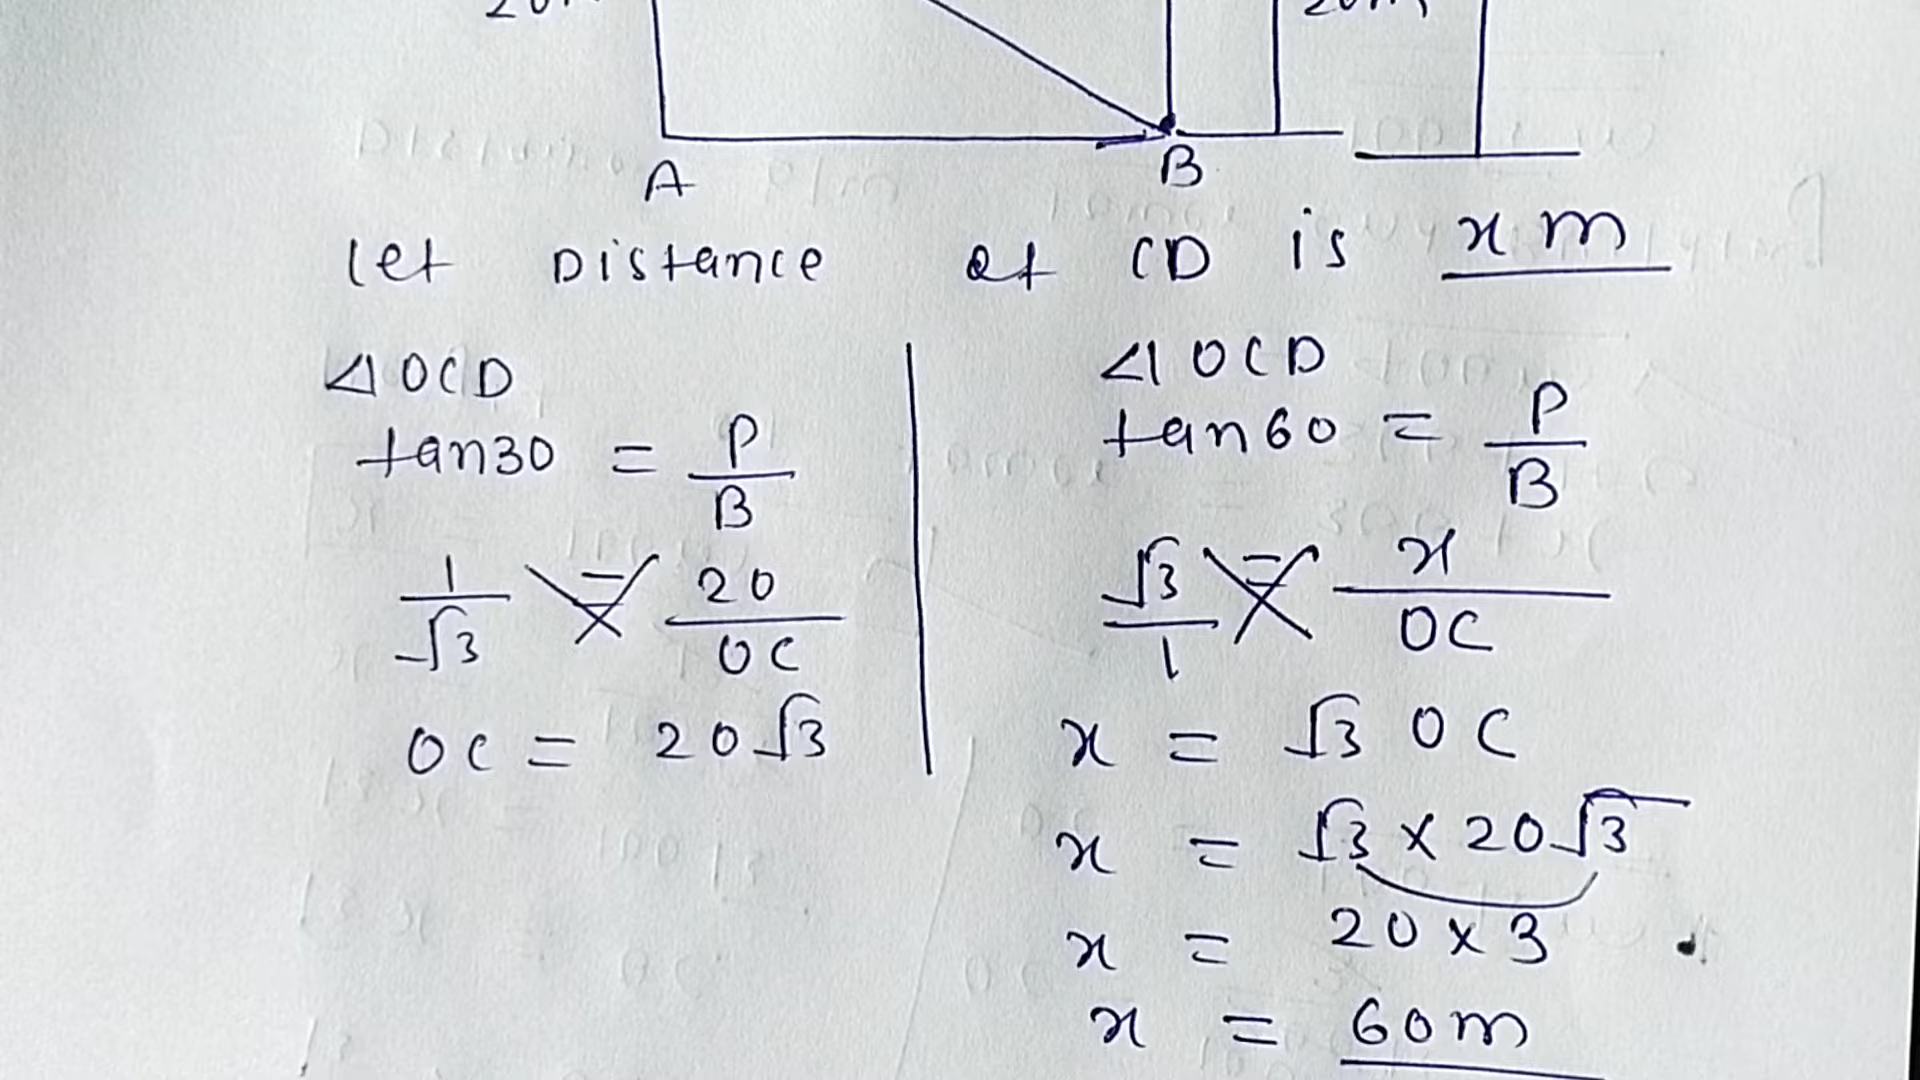 A
B
let Distance of CD is x m
△OCD
tan30 = P/B
1/√3 = 20/OC
OC = 20√3
△OCD
tan60 = P/B
√3/1 = x/OC
x = √3 OC
x = √3 × 20√3
x = 20 × 3
x = 60m